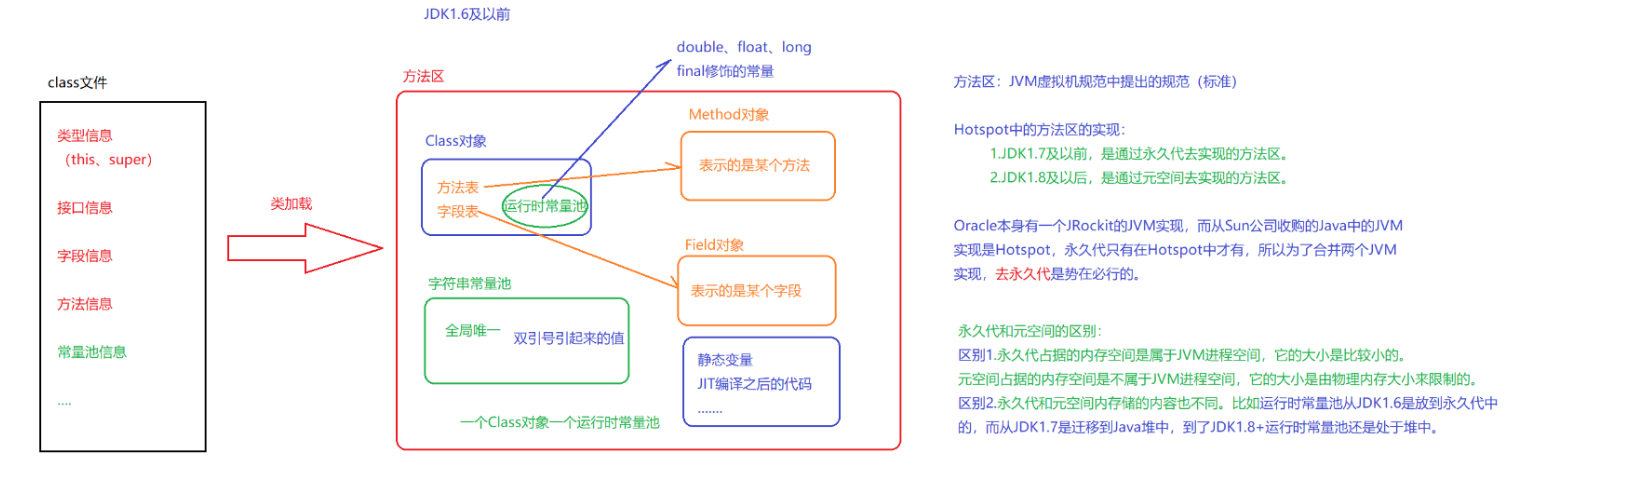 JDK1.6及以前
class文件
类型信息
（this、super）
接口信息
字段信息
方法信息
常量池信息
....
类加载
方法区
double、float、long
final修饰的常量
Class对象
方法表
字段表
运行时常量池
Method对象
表示的是某个方法
Field对象
表示的是某个字段
字符串常量池
全局唯一
双引号引起来的值
静态变量
JIT编译之后的代码
.......
一个Class对象一个运行时常量池
方法区：JVM虚拟机规范中提出的规范（标准）
Hotspot中的方法区的实现：
1.JDK1.7及以前，是通过永久代去实现的方法区。
2.JDK1.8及以后，是通过元空间去实现的方法区。
Oracle本身有一个JRockit的JVM实现，而从Sun公司收购的Java中的JVM
实现是Hotspot，永久代只有在Hotspot中才有，所以为了合并两个JVM
实现，去永久代是势在必行的。
永久代和元空间的区别：
区别1.永久代占据的内存空间是属于JVM进程空间，它的大小是比较小的。
元空间占据的内存空间是不属于JVM进程空间，它的大小是由物理内存大小来限制的。
区别2.永久代和元空间内存储的内容也不同。比如运行时常量池从JDK1.6是放到永久代中
的，而从JDK1.7是迁移到Java堆中，到了JDK1.8+运行时常量池还是处于堆中。